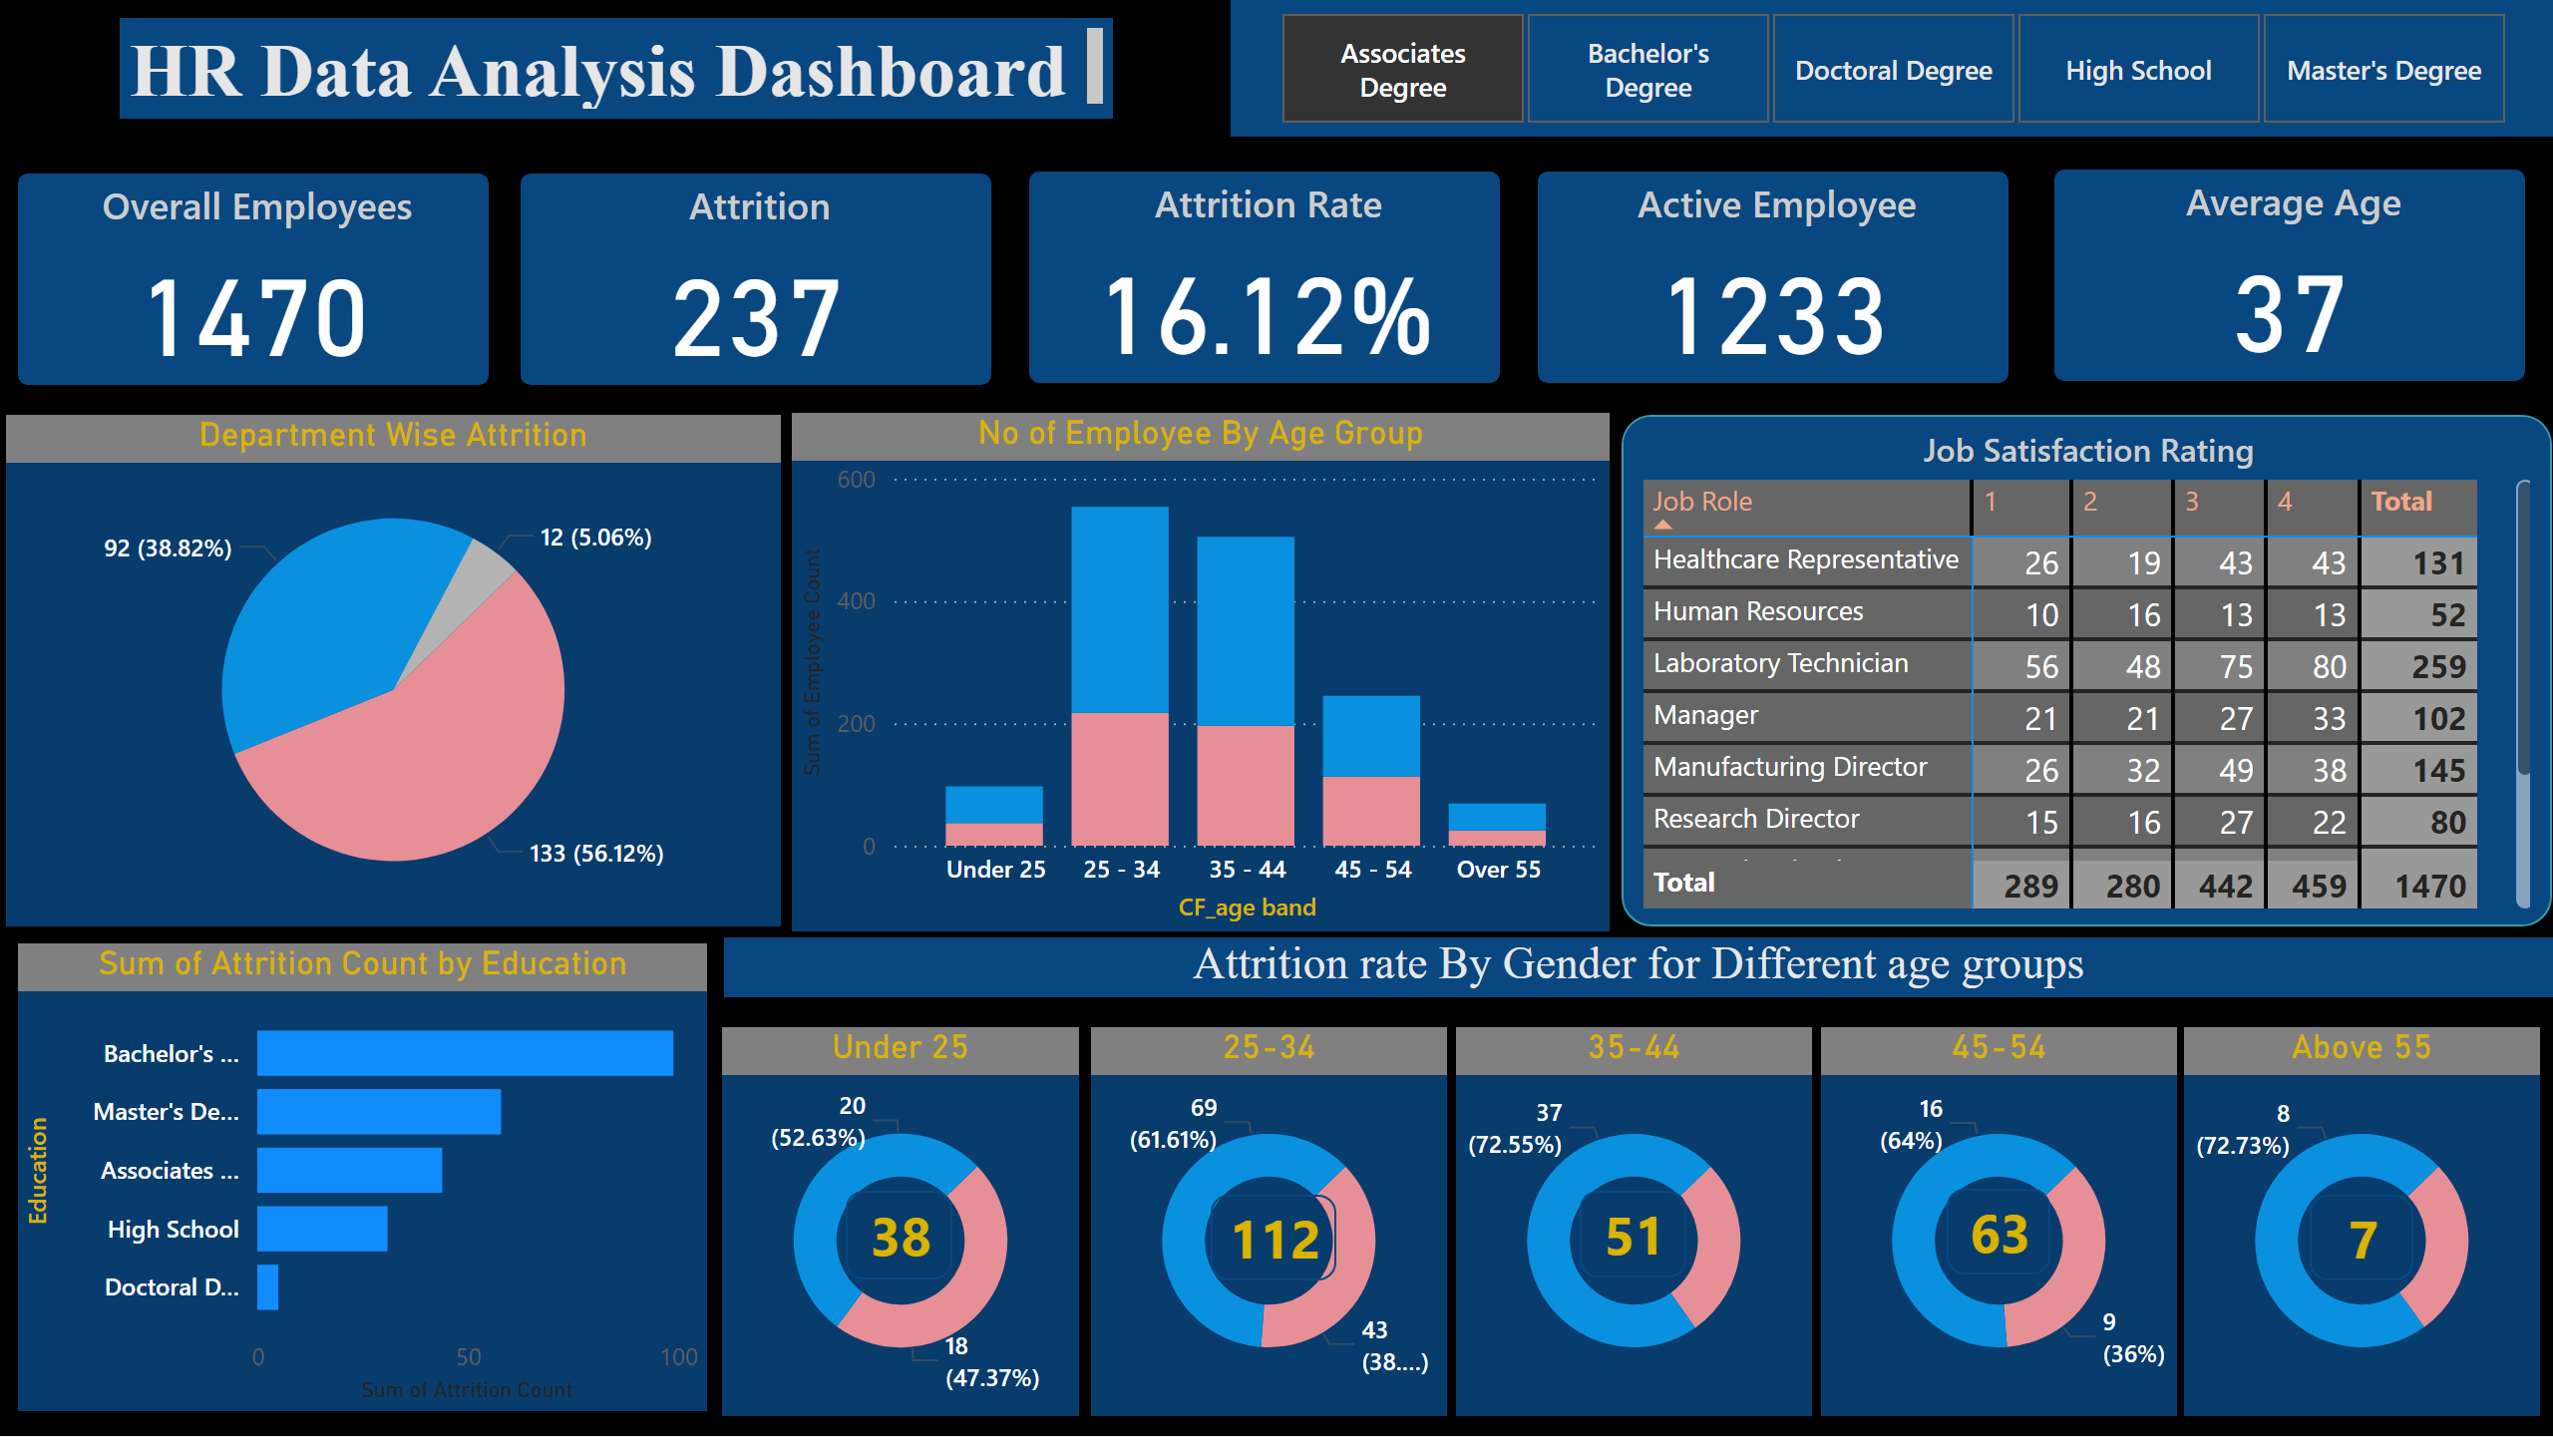 HR Data Analysis Dashboard
Associates
Degree
Bachelor's
Degree
Doctoral Degree
High School
Master's Degree
Overall Employees
1470
Attrition
237
Attrition Rate
16.12%
Active Employee
1233
Average Age
37
Department Wise Attrition
92 (38.82%)
12 (5.06%)
133 (56.12%)
No of Employee By Age Group
Sum of Employee Count
600
400
200
0
Under 25 25 - 34 35 - 44 45 - 54 Over 55
CF_age band
Job Satisfaction Rating
Job Role 1 2 3 4 Total
Healthcare Representative 26 19 43 43 131
Human Resources 10 16 13 13 52
Laboratory Technician 56 48 75 80 259
Manager 21 21 27 33 102
Manufacturing Director 26 32 49 38 145
Research Director 15 16 27 22 80
Total 289 280 442 459 1470
Sum of Attrition Count by Education
Education
Bachelor's ...
Master's De...
Associates ...
High School
Doctoral D...
0 50 100
Sum of Attrition Count
Attrition rate By Gender for Different age groups
Under 25
20
(52.63%)
38
18
(47.37%)
25-34
69
(61.61%)
112
43
(38....)
35-44
37
(72.55%)
51
45-54
16
(64%)
63
9
(36%)
Above 55
8
(72.73%)
7